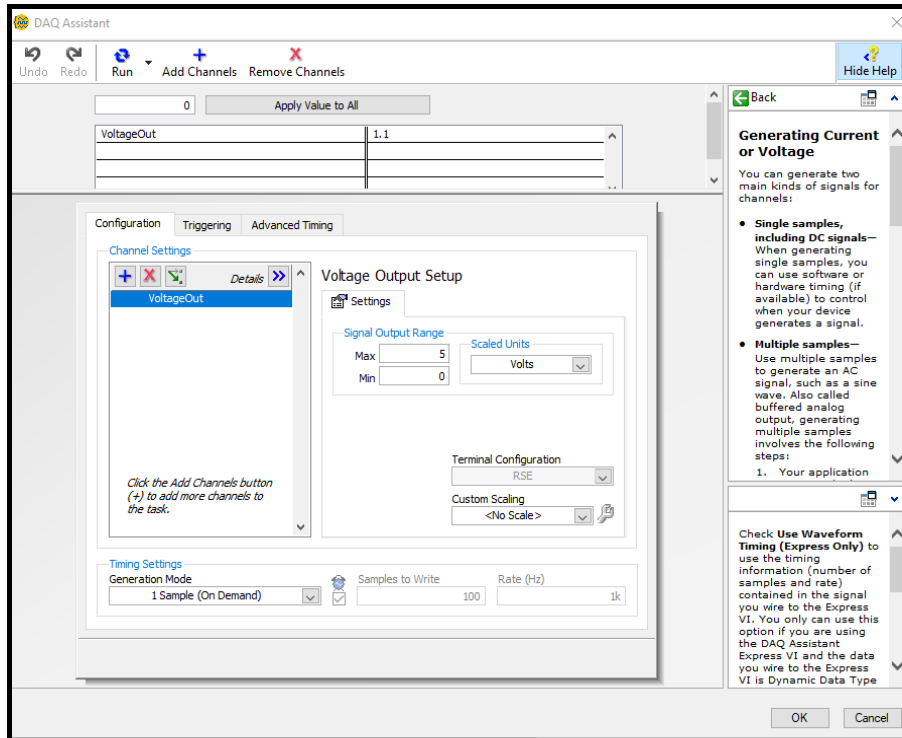 DAQ Assistant
Undo
Redo
Run
Add Channels
Remove Channels
Hide Help
0
Apply Value to All
VoltageOut
1.1
Configuration
Triggering
Advanced Timing
Channel Settings
Details
VoltageOut
Click the Add Channels button
(+) to add more channels to
the task.
Voltage Output Setup
Settings
Signal Output Range
Max
5
Min
0
Scaled Units
Volts
Terminal Configuration
RSE
Custom Scaling
<No Scale>
Timing Settings
Generation Mode
1 Sample (On Demand)
Samples to Write
100
Rate (Hz)
1k
Back
Generating Current
or Voltage
You can generate two
main kinds of signals for
channels:
• Single samples,
including DC signals—
When generating
single samples, you
can use software or
hardware timing (if
available) to control
when your device
generates a signal.
• Multiple samples—
Use multiple samples
to generate an AC
signal, such as a sine
wave. Also called
buffered analog
output, generating
multiple samples
involves the following
steps:
1. Your application
Check Use Waveform
Timing (Express Only) to
use the timing
information (number of
samples and rate)
contained in the signal
you wire to the Express
VI. You only can use this
option if you are using
the DAQ Assistant
Express VI and the data
you wire to the Express
VI is Dynamic Data Type
OK
Cancel